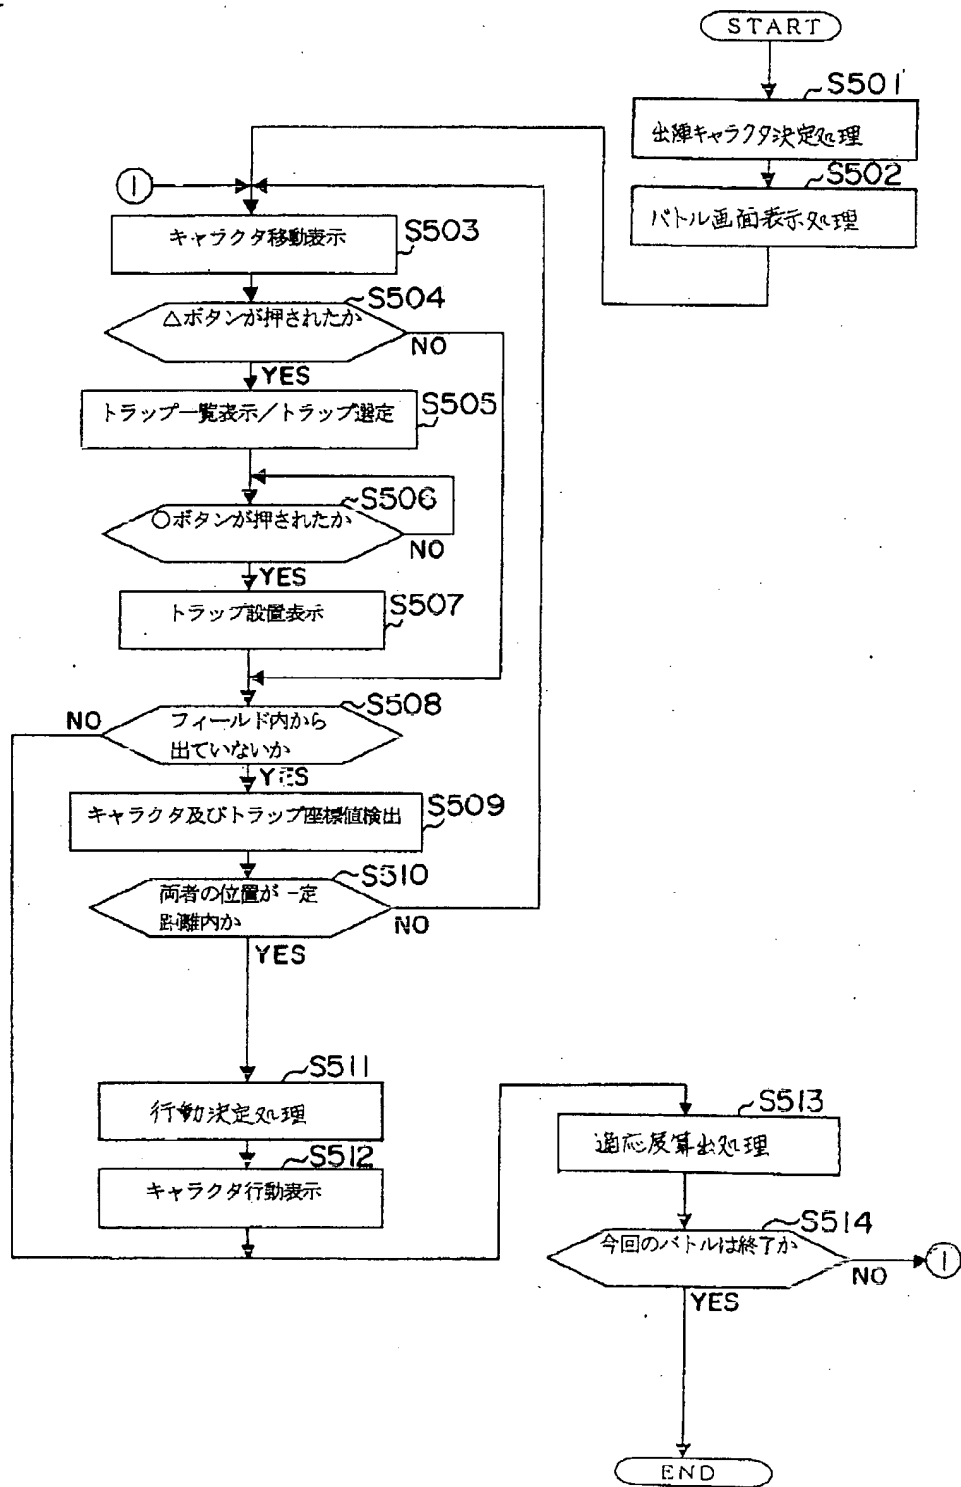 START
S501
出陣キャラクタ決定処理
S502
バトル画面表示処理
①
キャラクタ移動表示
S503
S504
△ボタンが押されたか
NO
YES
トラップ一覧表示/トラップ選定
S505
S506
○ボタンが押されたか
NO
YES
トラップ設置表示
S507
S508
フィールド内から
出ていないか
NO
YES
キャラクタ及びトラップ座標値検出
S509
S510
両者の位置が一定
距離内か
NO
YES
S511
行動決定処理
S512
キャラクタ行動表示
S513
適応度算出処理
S514
今回のバトルは終了か
NO
①
YES
END